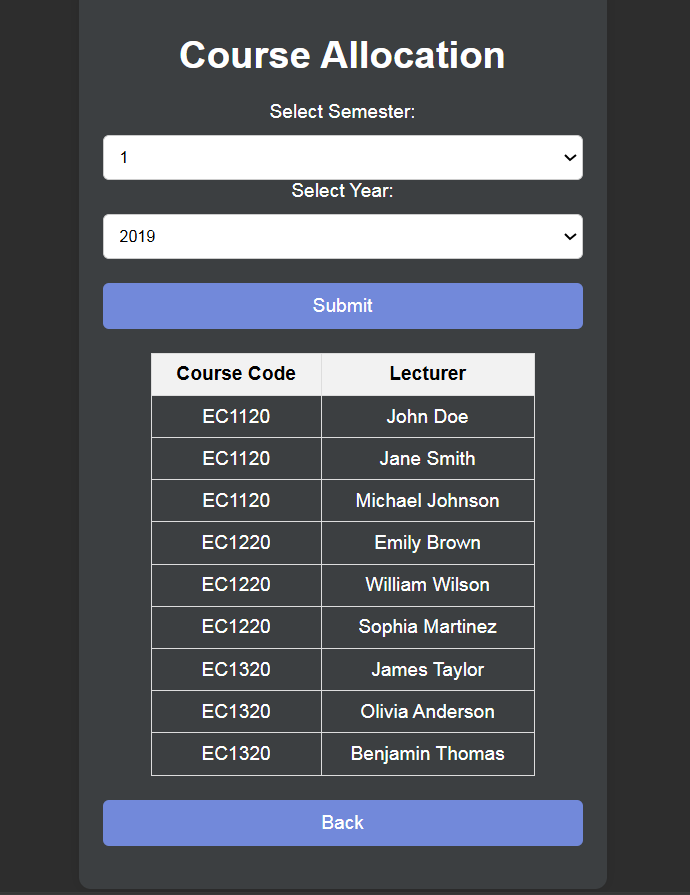 Course Allocation
Select Semester:
1
Select Year:
2019
Submit
Course Code Lecturer
EC1120 John Doe
EC1120 Jane Smith
EC1120 Michael Johnson
EC1220 Emily Brown
EC1220 William Wilson
EC1220 Sophia Martinez
EC1320 James Taylor
EC1320 Olivia Anderson
EC1320 Benjamin Thomas
Back